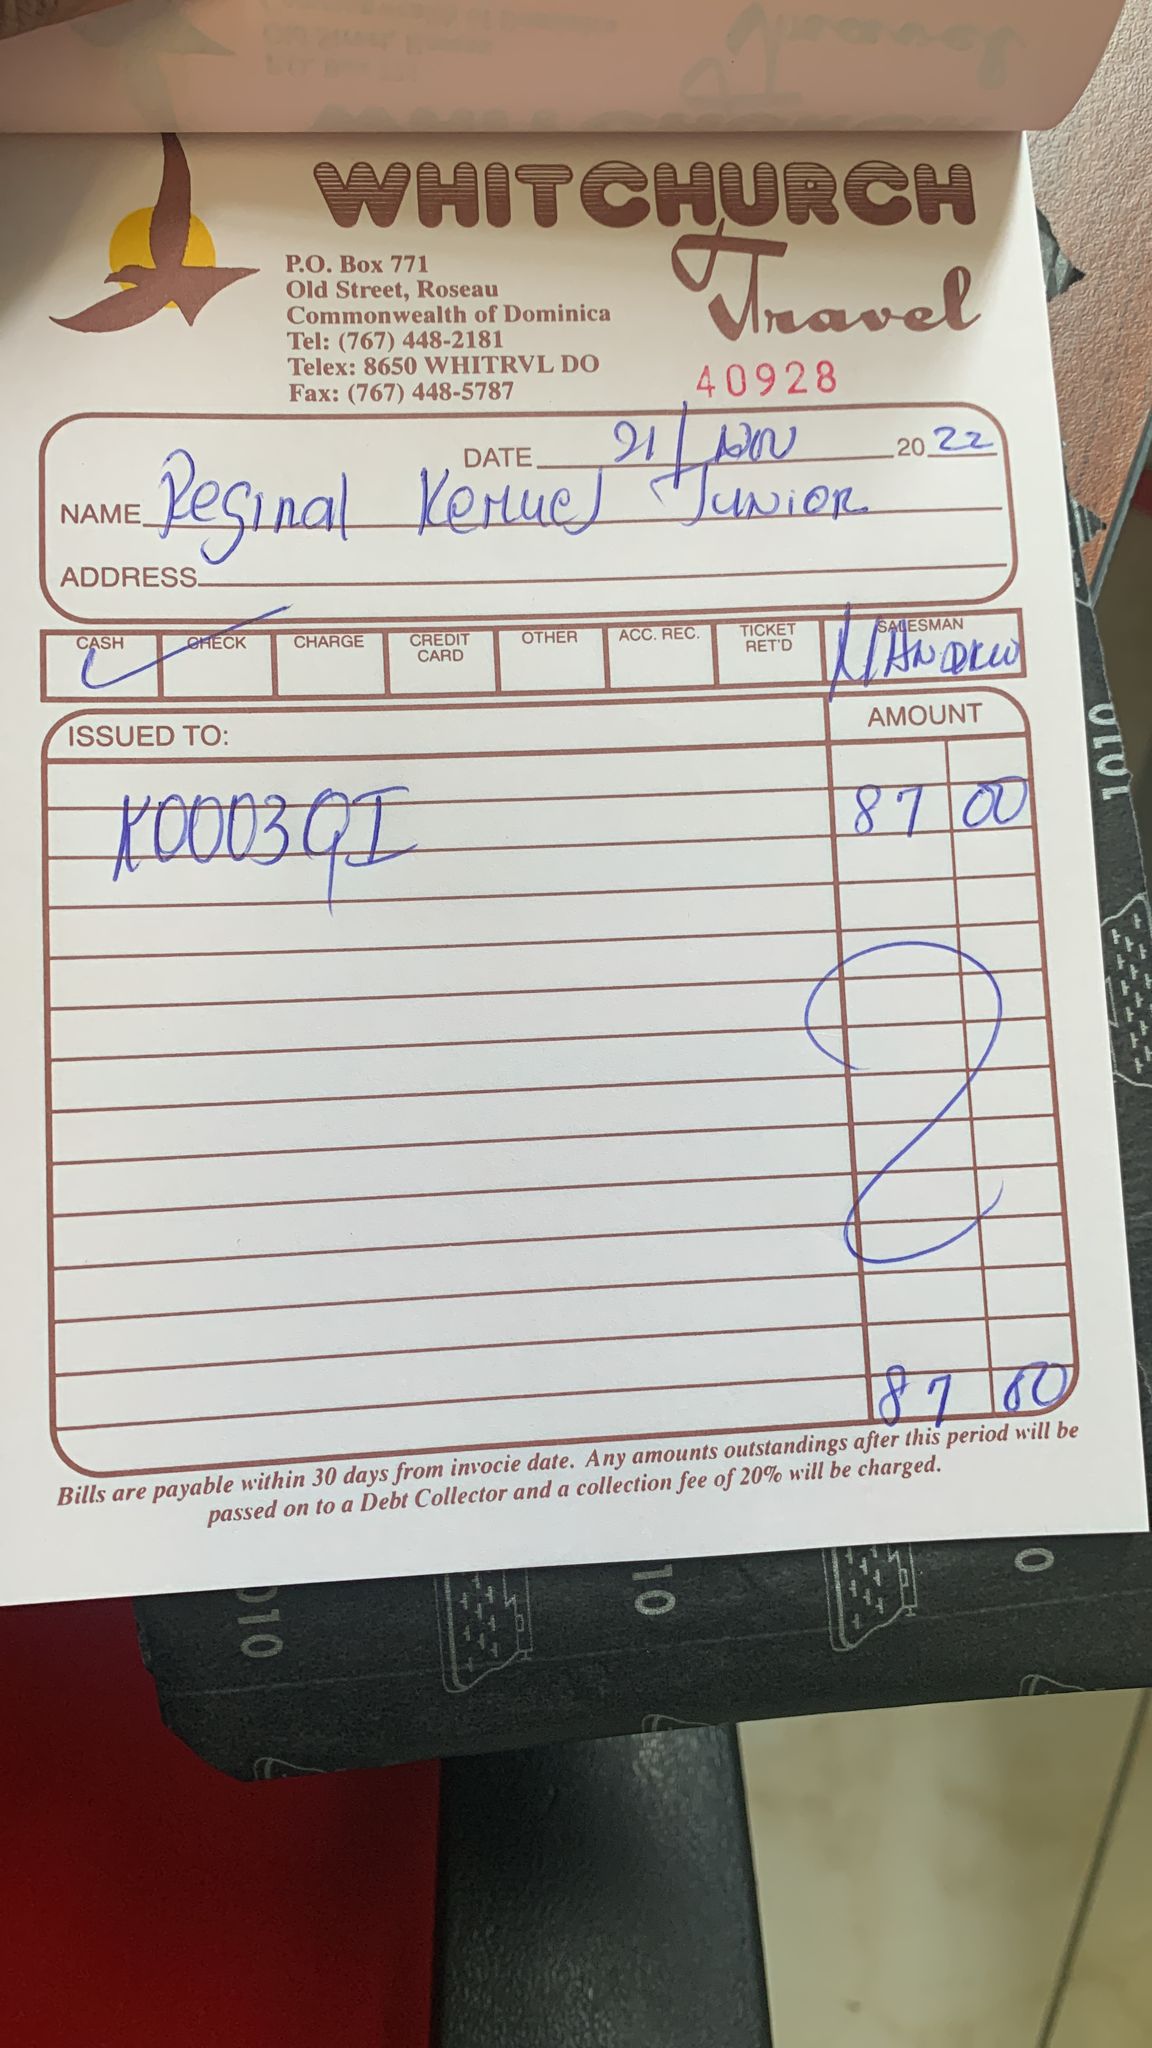 WHITCHURCH
Travel
P.O. Box 771
Old Street, Roseau
Commonwealth of Dominica
Tel: (767) 448-2181
Telex: 8650 WHITRVL DO
Fax: (767) 448-5787
40928
DATE 21/Nov 2022
NAME Reginal Kemuel Junior
ADDRESS
CASH CHECK CHARGE CREDIT CARD OTHER ACC. REC. TICKET RET'D SALESMAN
ISSUED TO: AMOUNT
K0003QI 87 00
87 00
Bills are payable within 30 days from invocie date. Any amounts outstandings after this period will be
passed on to a Debt Collector and a collection fee of 20% will be charged.
1010
010
10
0